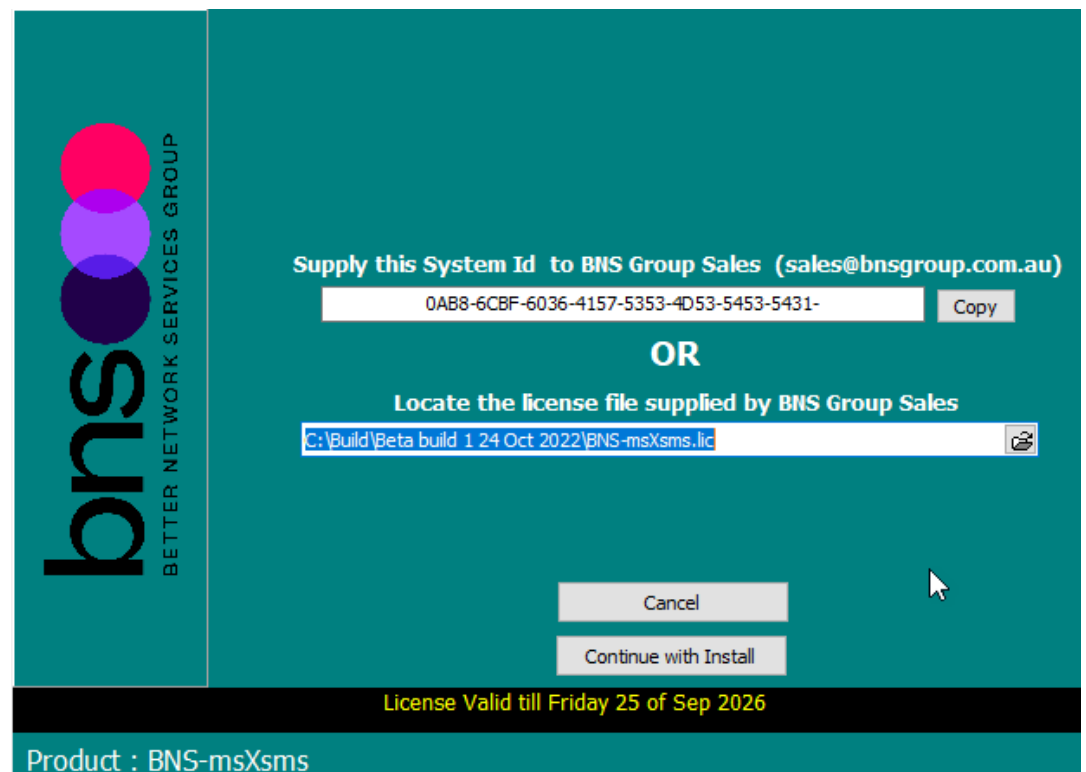 bns
BETTER NETWORK SERVICES GROUP
Supply this System Id  to BNS Group Sales  (sales@bnsgroup.com.au)
0AB8-6CBF-6036-4157-5353-4D53-5453-5431-
Copy
OR
Locate the license file supplied by BNS Group Sales
C:\Build\Beta build 1 24 Oct 2022\BNS-msXsms.lic
Cancel
Continue with Install
License Valid till Friday 25 of Sep 2026
Product : BNS-msXsms